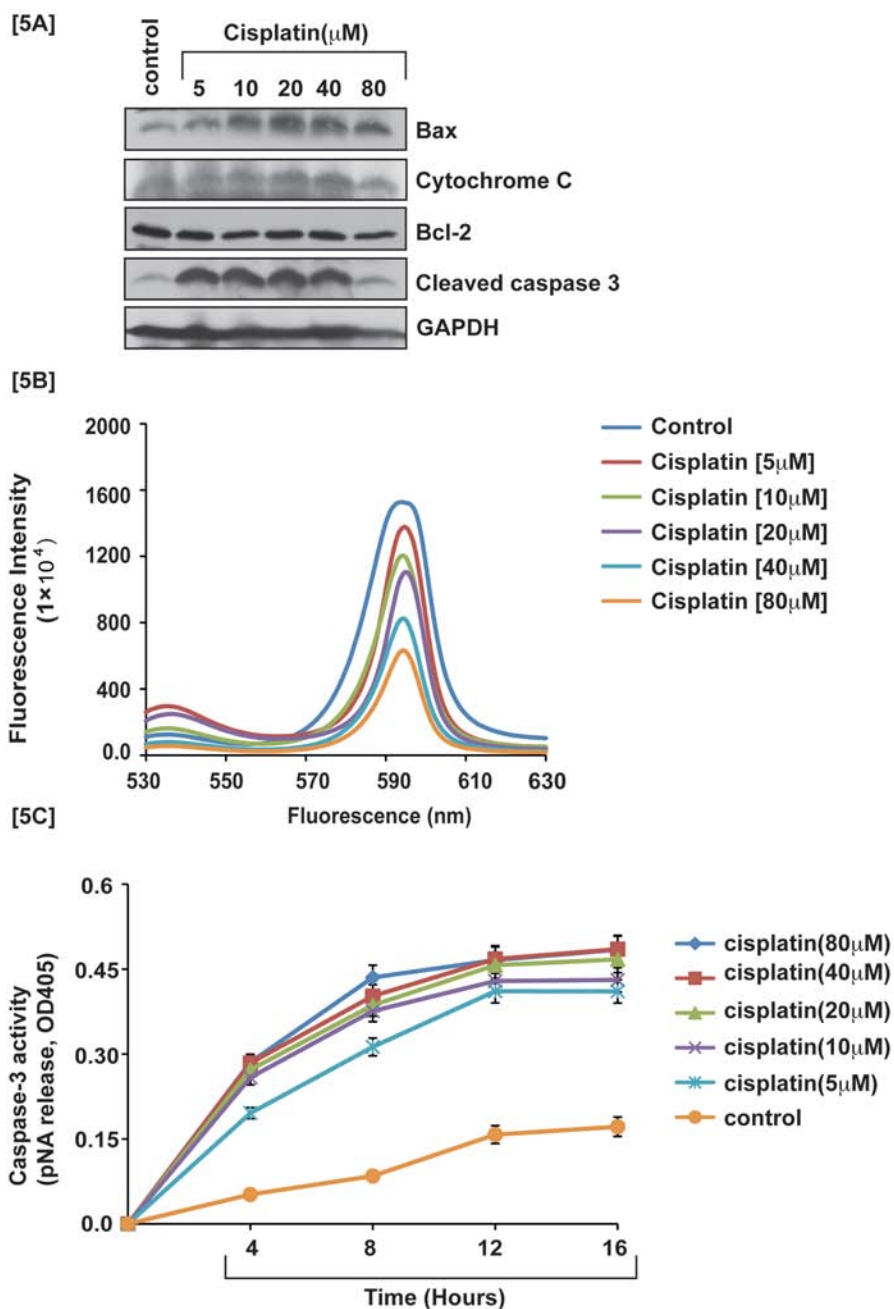 [5A]
control
Cisplatin(μM)
5 10 20 40 80
Bax
Cytochrome C
Bcl-2
Cleaved caspase 3
GAPDH
[5B]
Fluorescence Intensity
(1×10⁴)
2000
1600
1200
800
400
0.0
530 550 570 590 610 630
Fluorescence (nm)
Control
Cisplatin [5μM]
Cisplatin [10μM]
Cisplatin [20μM]
Cisplatin [40μM]
Cisplatin [80μM]
[5C]
Caspase-3 activity
(pNA release, OD405)
0.6
0.45
0.30
0.15
0.0
4 8 12 16
Time (Hours)
cisplatin(80μM)
cisplatin(40μM)
cisplatin(20μM)
cisplatin(10μM)
cisplatin(5μM)
control